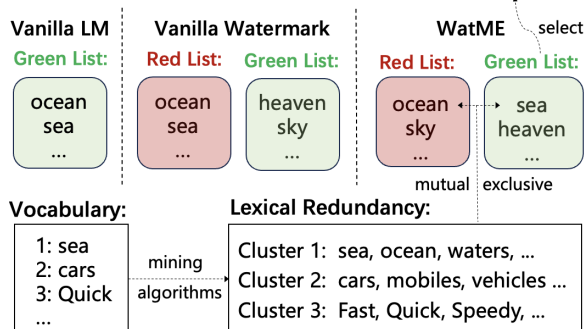 Vanilla LM
Green List:
ocean
sea
...
Vanilla Watermark
Red List:
ocean
sea
...
Green List:
heaven
sky
...
WatME
select
Red List:
ocean
sky
...
Green List:
sea
heaven
...
mutual exclusive
Vocabulary:
1: sea
2: cars
3: Quick
...
mining
algorithms
Lexical Redundancy:
Cluster 1: sea, ocean, waters, ...
Cluster 2: cars, mobiles, vehicles ...
Cluster 3: Fast, Quick, Speedy, ...